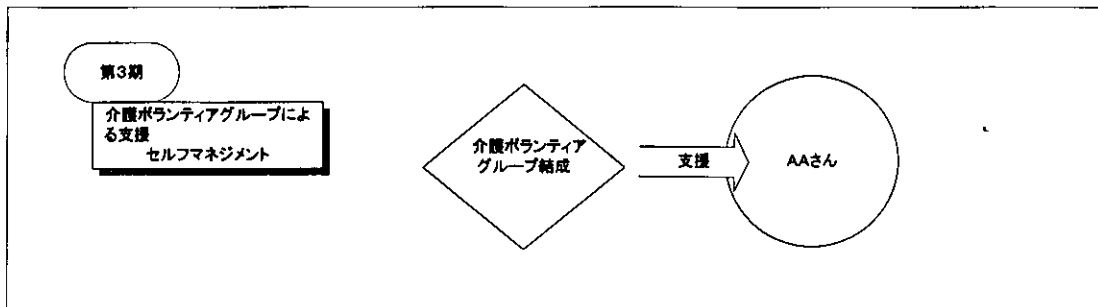 第3期
介護ボランティアグループによ
る支援
セルフマネジメント
介護ボランティア
グループ結成
支援
AAさん